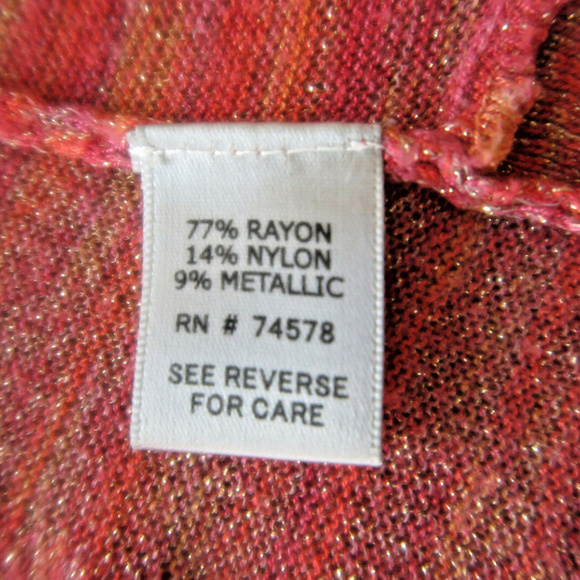 77% RAYON
14% NYLON
9% METALLIC
RN # 74578
SEE REVERSE
FOR CARE